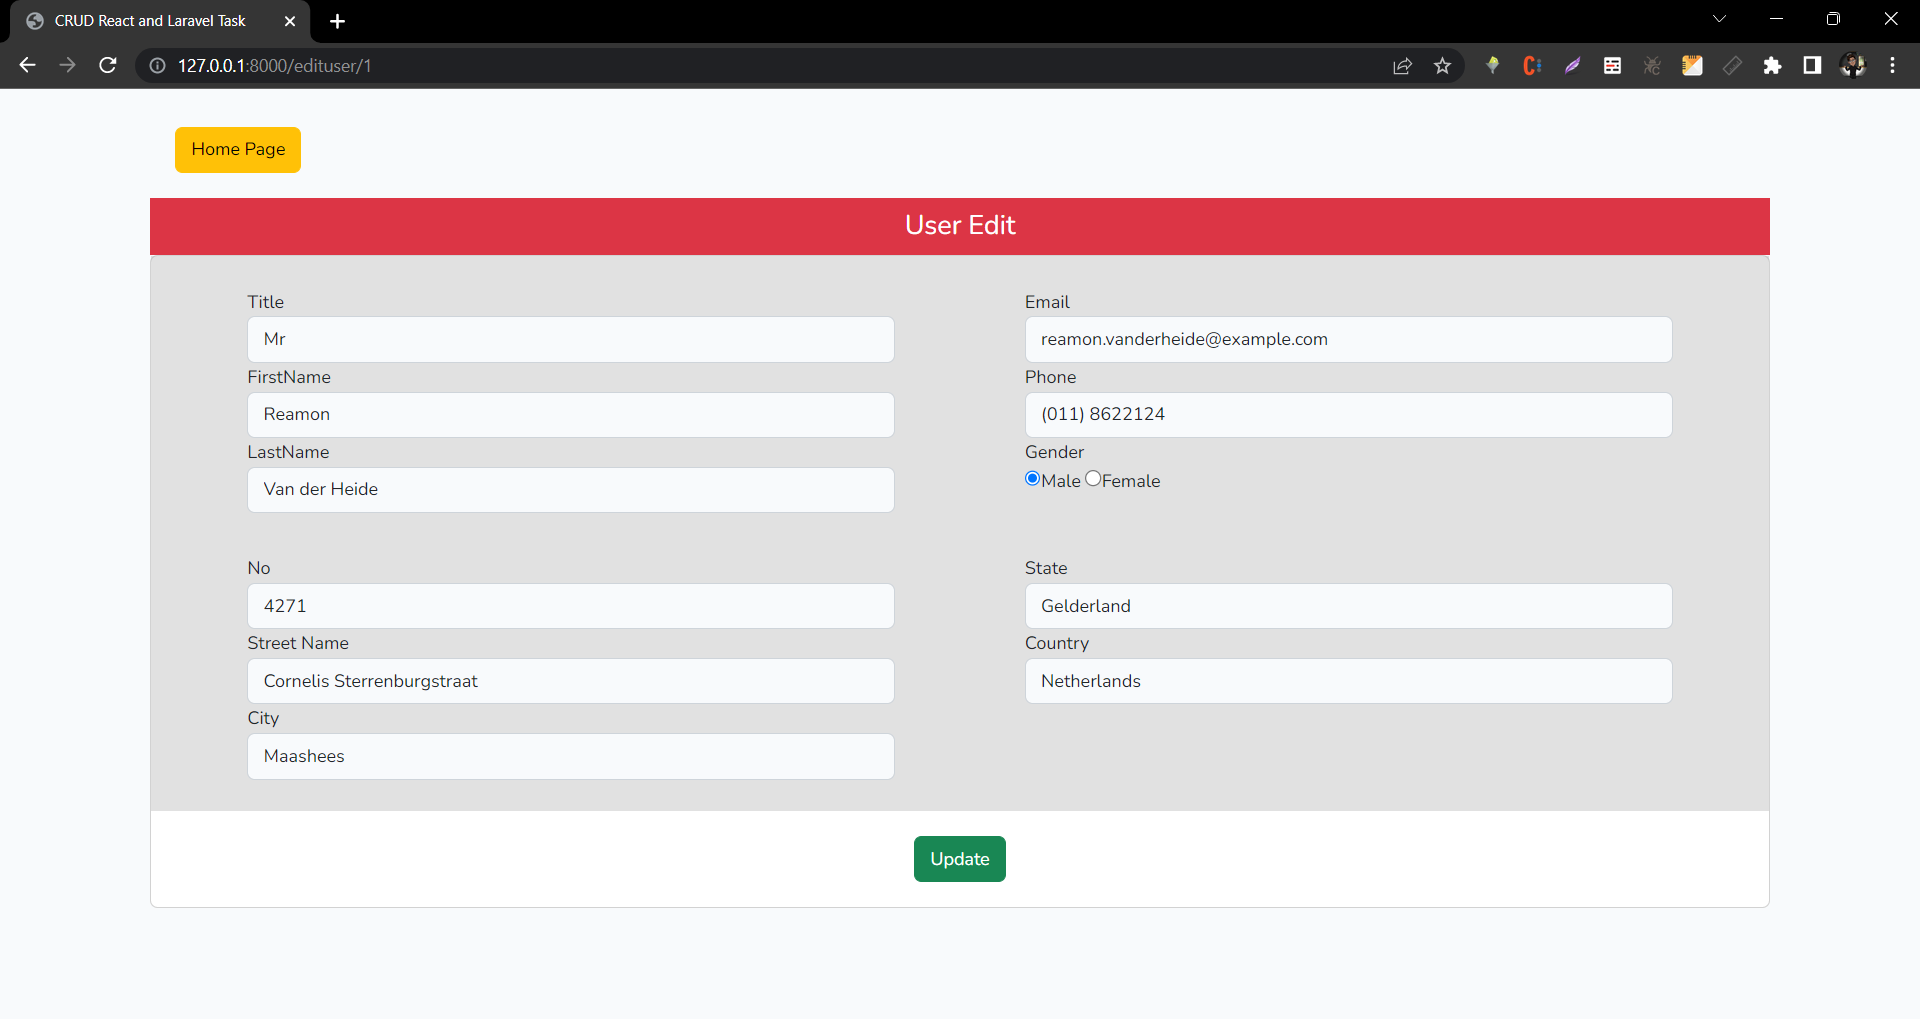 CRUD React and Laravel Task
127.0.0.1:8000/edituser/1
Home Page
User Edit
Title
Mr
FirstName
Reamon
LastName
Van der Heide
Email
reamon.vanderheide@example.com
Phone
(011) 8622124
Gender
Male Female
No
4271
Street Name
Cornelis Sterrenburgstraat
City
Maashees
State
Gelderland
Country
Netherlands
Update